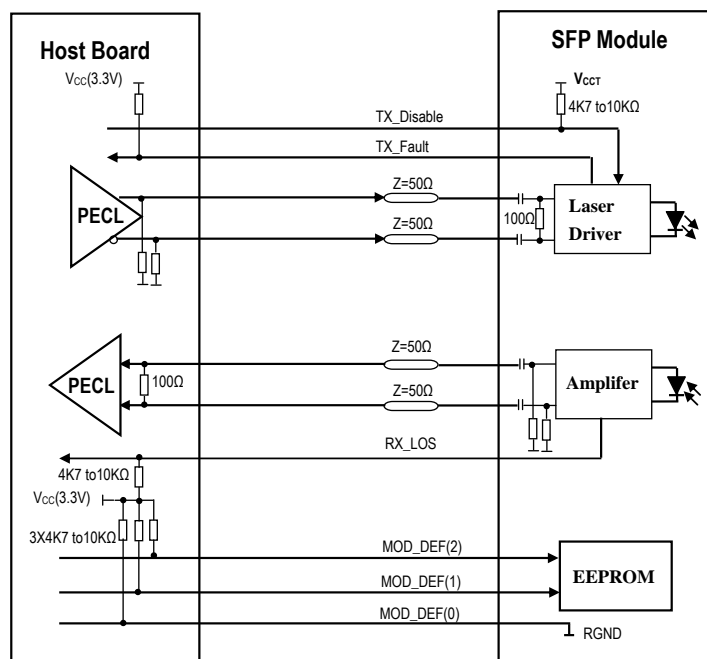 Host Board
SFP Module
VCC(3.3V)
VCCT
4K7 to10KΩ
TX_Disable
TX_Fault
Z=50Ω
PECL
100Ω
Laser
Driver
Z=50Ω
Z=50Ω
PECL
100Ω
Amplifer
Z=50Ω
RX_LOS
4K7 to10KΩ
VCC(3.3V)
3X4K7 to10KΩ
MOD_DEF(2)
EEPROM
MOD_DEF(1)
MOD_DEF(0)
RGND